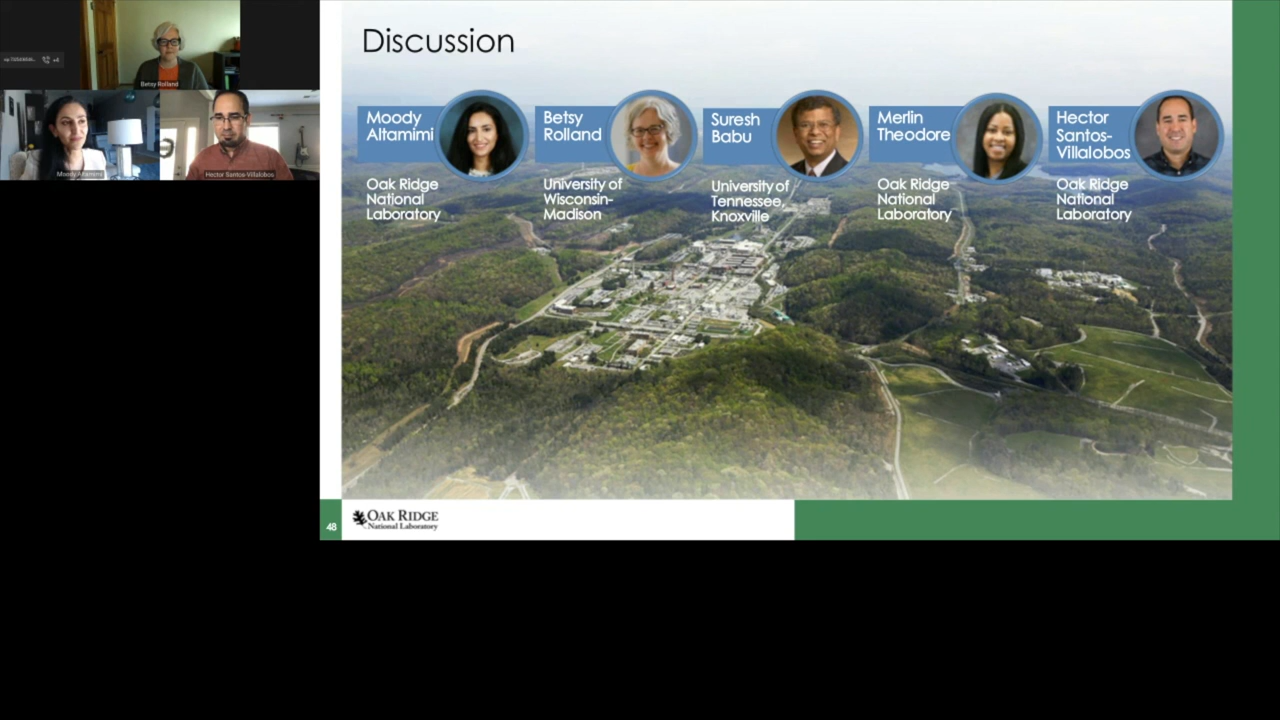 Betsy Rolland
Moody Altamimi
Hector Santos-Villalobos
Discussion
Moody
Altamimi
Oak Ridge
National
Laboratory
Betsy
Rolland
University of
Wisconsin-
Madison
Suresh
Babu
University of
Tennessee,
Knoxville
Merlin
Theodore
Oak Ridge
National
Laboratory
Hector
Santos-
Villalobos
Oak Ridge
National
Laboratory
48
OAK RIDGE
National Laboratory